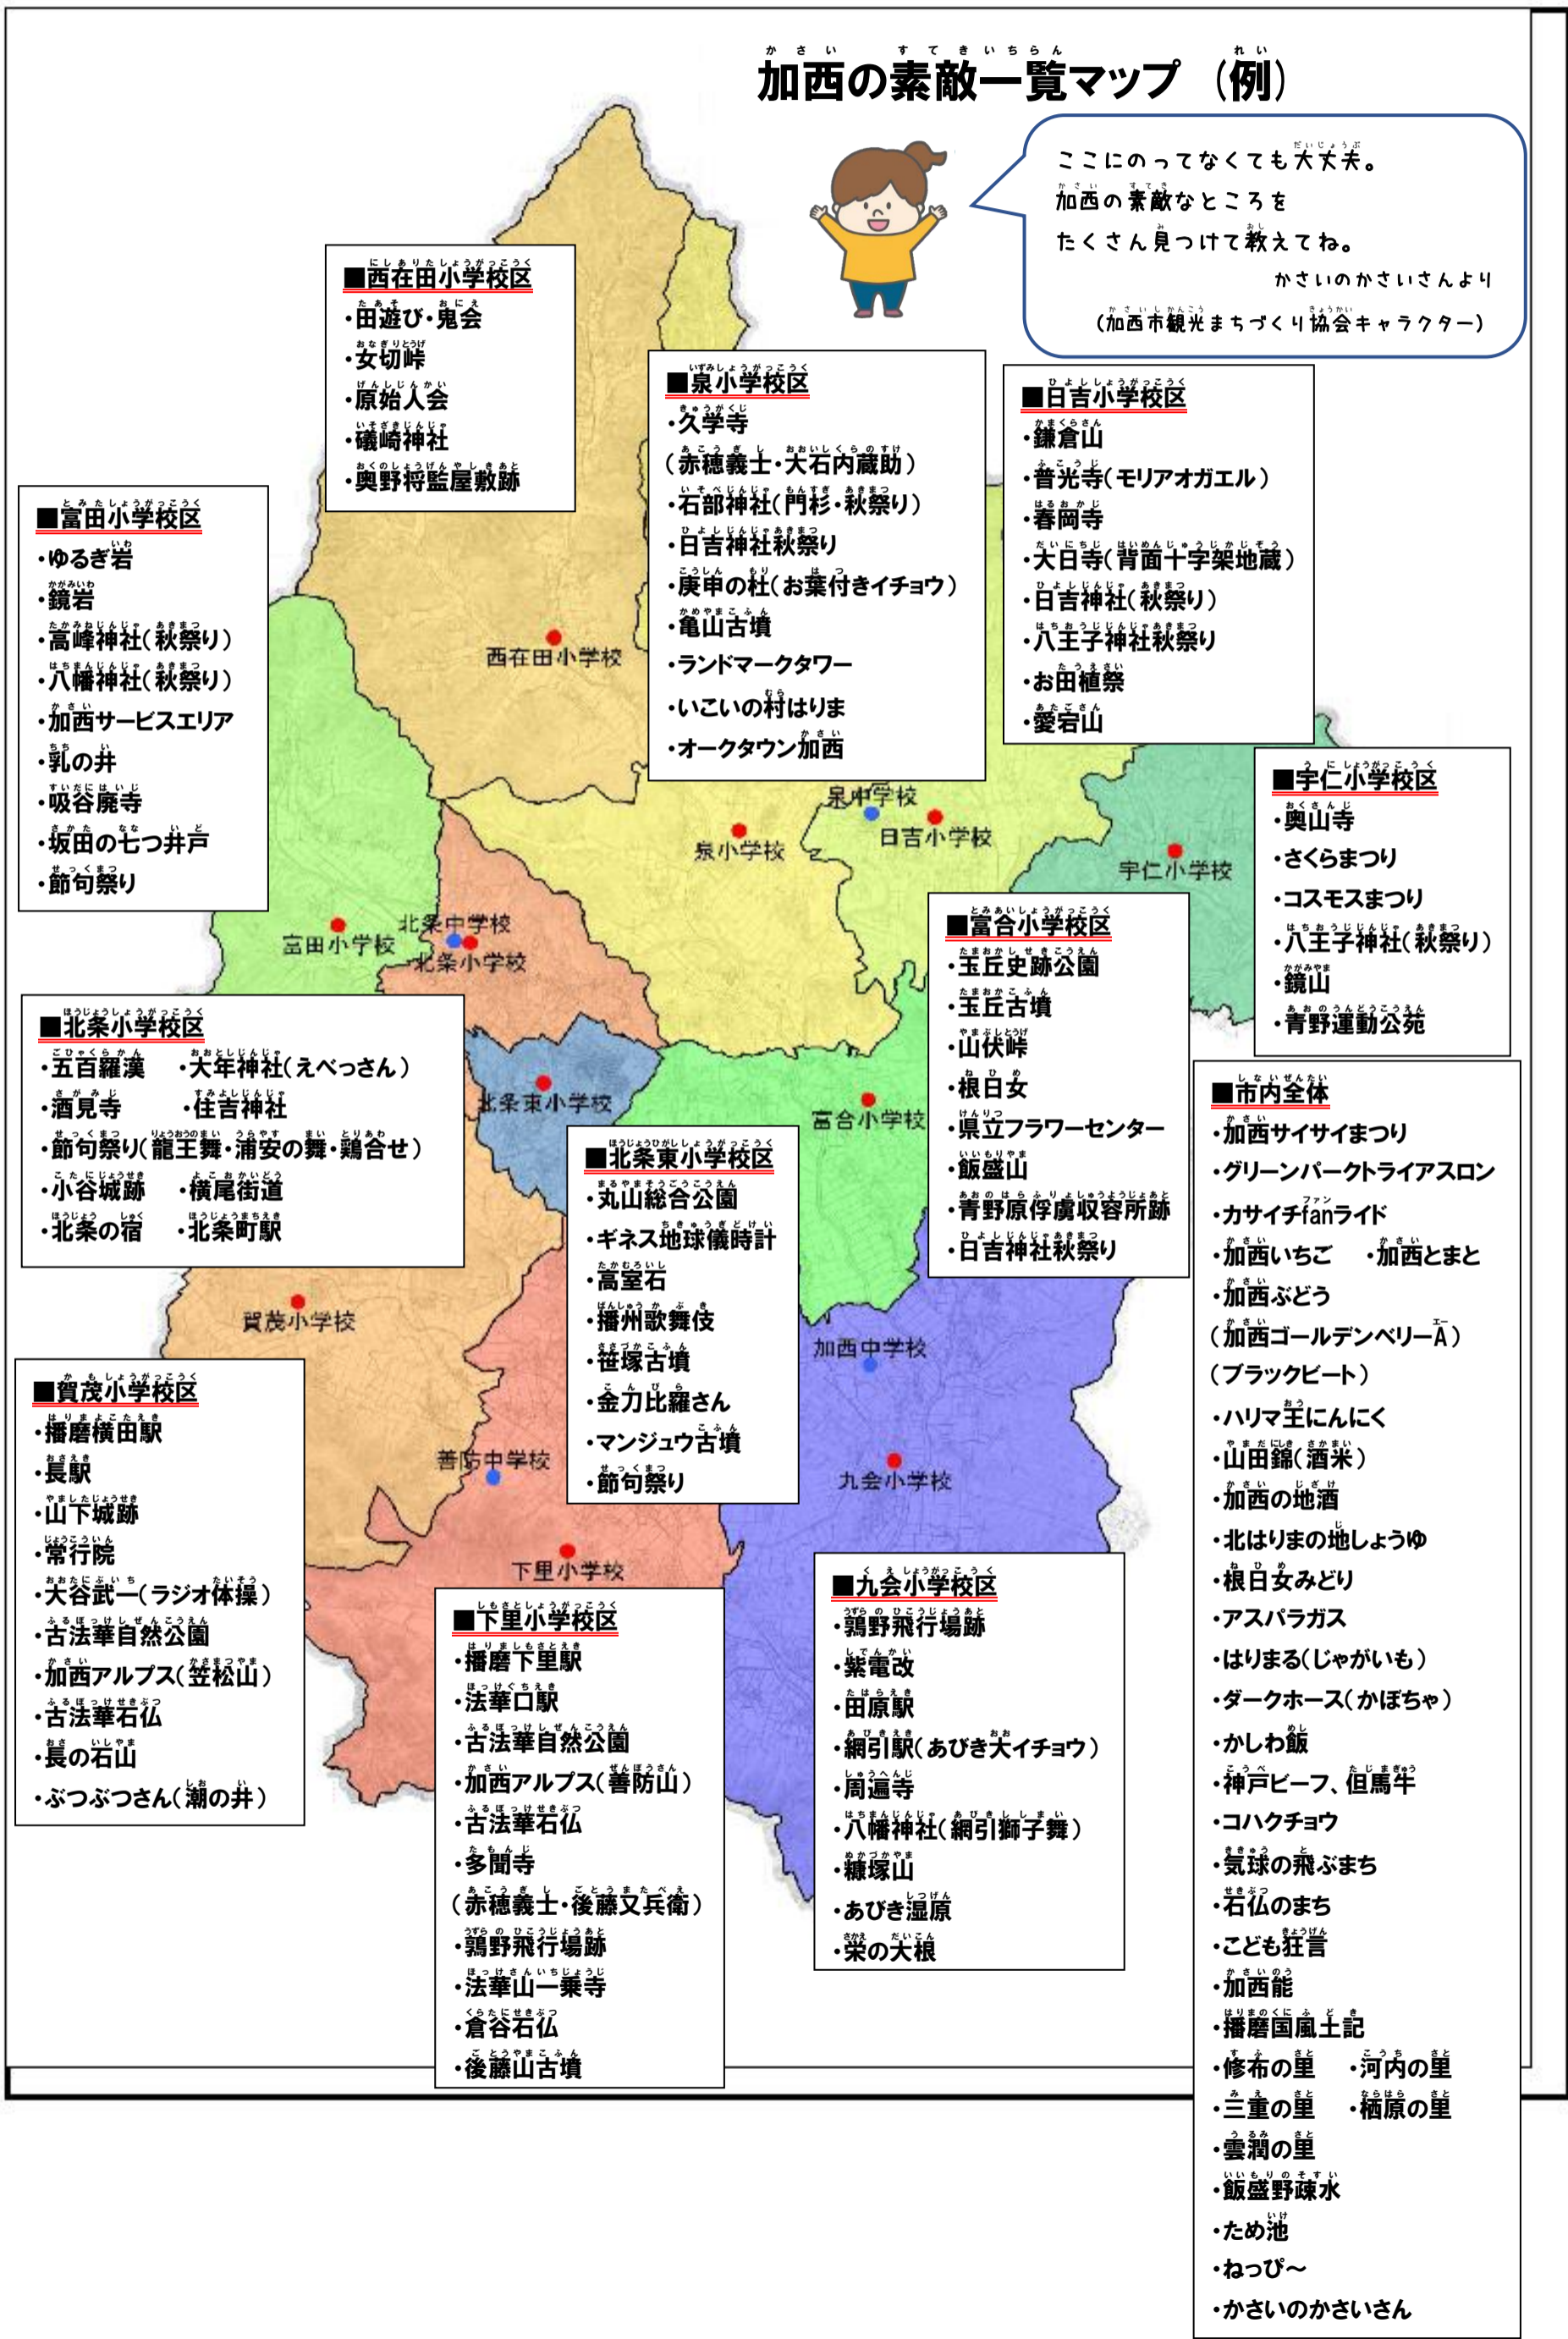 加西の素敵一覧マップ (例)
ここにのってなくても大丈夫。
加西の素敵なところを
たくさん見つけて教えてね。
かさいのかさいさんより
(加西市観光まちづくり協会キャラクター)
■西在田小学校区
・田遊び・鬼会
・女切峠
・原始人会
・礒崎神社
・奥野将監屋敷跡
■泉小学校区
・久学寺
(赤穂義士・大石内蔵助)
・石部神社(門杉・秋祭り)
・日吉神社秋祭り
・庚申の杜(お葉付きイチョウ)
・亀山古墳
・ランドマークタワー
・いこいの村はりま
・オークタウン加西
■日吉小学校区
・鎌倉山
・普光寺(モリアオガエル)
・春岡寺
・大日寺(背面十字架地蔵)
・日吉神社(秋祭り)
・八王子神社秋祭り
・お田植祭
・愛宕山
■富田小学校区
・ゆるぎ岩
・鏡岩
・高峰神社(秋祭り)
・八幡神社(秋祭り)
・加西サービスエリア
・乳の井
・吸谷廃寺
・坂田の七つ井戸
・節句祭り
■宇仁小学校区
・奥山寺
・さくらまつり
・コスモスまつり
・八王子神社(秋祭り)
・鏡山
・青野運動公苑
■富合小学校区
・玉丘史跡公園
・玉丘古墳
・山伏峠
・根日女
・県立フラワーセンター
・飯盛山
・青野原俘虜収容所跡
・日吉神社秋祭り
■北条小学校区
・五百羅漢 ・大年神社(えべっさん)
・酒見寺 ・住吉神社
・節句祭り(龍王舞・浦安の舞・鶏合せ)
・小谷城跡 ・横尾街道
・北条の宿 ・北条町駅
■北条東小学校区
・丸山総合公園
・ギネス地球儀時計
・高室石
・播州歌舞伎
・笹塚古墳
・金刀比羅さん
・マンジュウ古墳
・節句祭り
■賀茂小学校区
・播磨横田駅
・長駅
・山下城跡
・常行院
・大谷武一(ラジオ体操)
・古法華自然公園
・加西アルプス(笠松山)
・古法華石仏
・長の石山
・ぶつぶつさん(潮の井)
■下里小学校区
・播磨下里駅
・法華口駅
・古法華自然公園
・加西アルプス(善防山)
・古法華石仏
・多聞寺
(赤穂義士・後藤又兵衛)
・鶉野飛行場跡
・法華山一乗寺
・倉谷石仏
・後藤山古墳
■九会小学校区
・鶉野飛行場跡
・紫電改
・田原駅
・網引駅(あびき大イチョウ)
・周遍寺
・八幡神社(網引獅子舞)
・糠塚山
・あびき湿原
・栄の大根
■市内全体
・加西サイサイまつり
・グリーンパークトライアスロン
・カサイチfanライド
・加西いちご ・加西とまと
・加西ぶどう
(加西ゴールデンベリーA)
(ブラックビート)
・ハリマ王にんにく
・山田錦(酒米)
・加西の地酒
・北はりまの地しょうゆ
・根日女みどり
・アスパラガス
・はりまる(じゃがいも)
・ダークホース(かぼちゃ)
・かしわ飯
・神戸ビーフ、但馬牛
・コハクチョウ
・気球の飛ぶまち
・石仏のまち
・こども狂言
・加西能
・播磨国風土記
・修布の里 ・河内の里
・三重の里 ・楢原の里
・雲潤の里
・飯盛野疎水
・ため池
・ねっぴ～
・かさいのかさいさん
西在田小学校
泉中学校
泉小学校
日吉小学校
宇仁小学校
富田小学校
北条中学校
北条小学校
北条東小学校
富合小学校
賀茂小学校
加西中学校
善防中学校
九会小学校
下里小学校